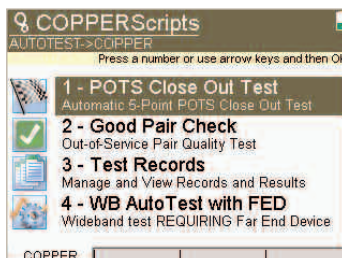 COPPERScripts
AUTOTEST->COPPER
Press a number or use arrow keys and then
1 - POTS Close Out Test
Automatic 5-Point POTS Close Out Test
2 - Good Pair Check
Out-of-Service Pair Quality Test
3 - Test Records
Manage and View Records and Results
4 - WB AutoTest with FED
Wideband test REQUIRING Far End Device
COPPER